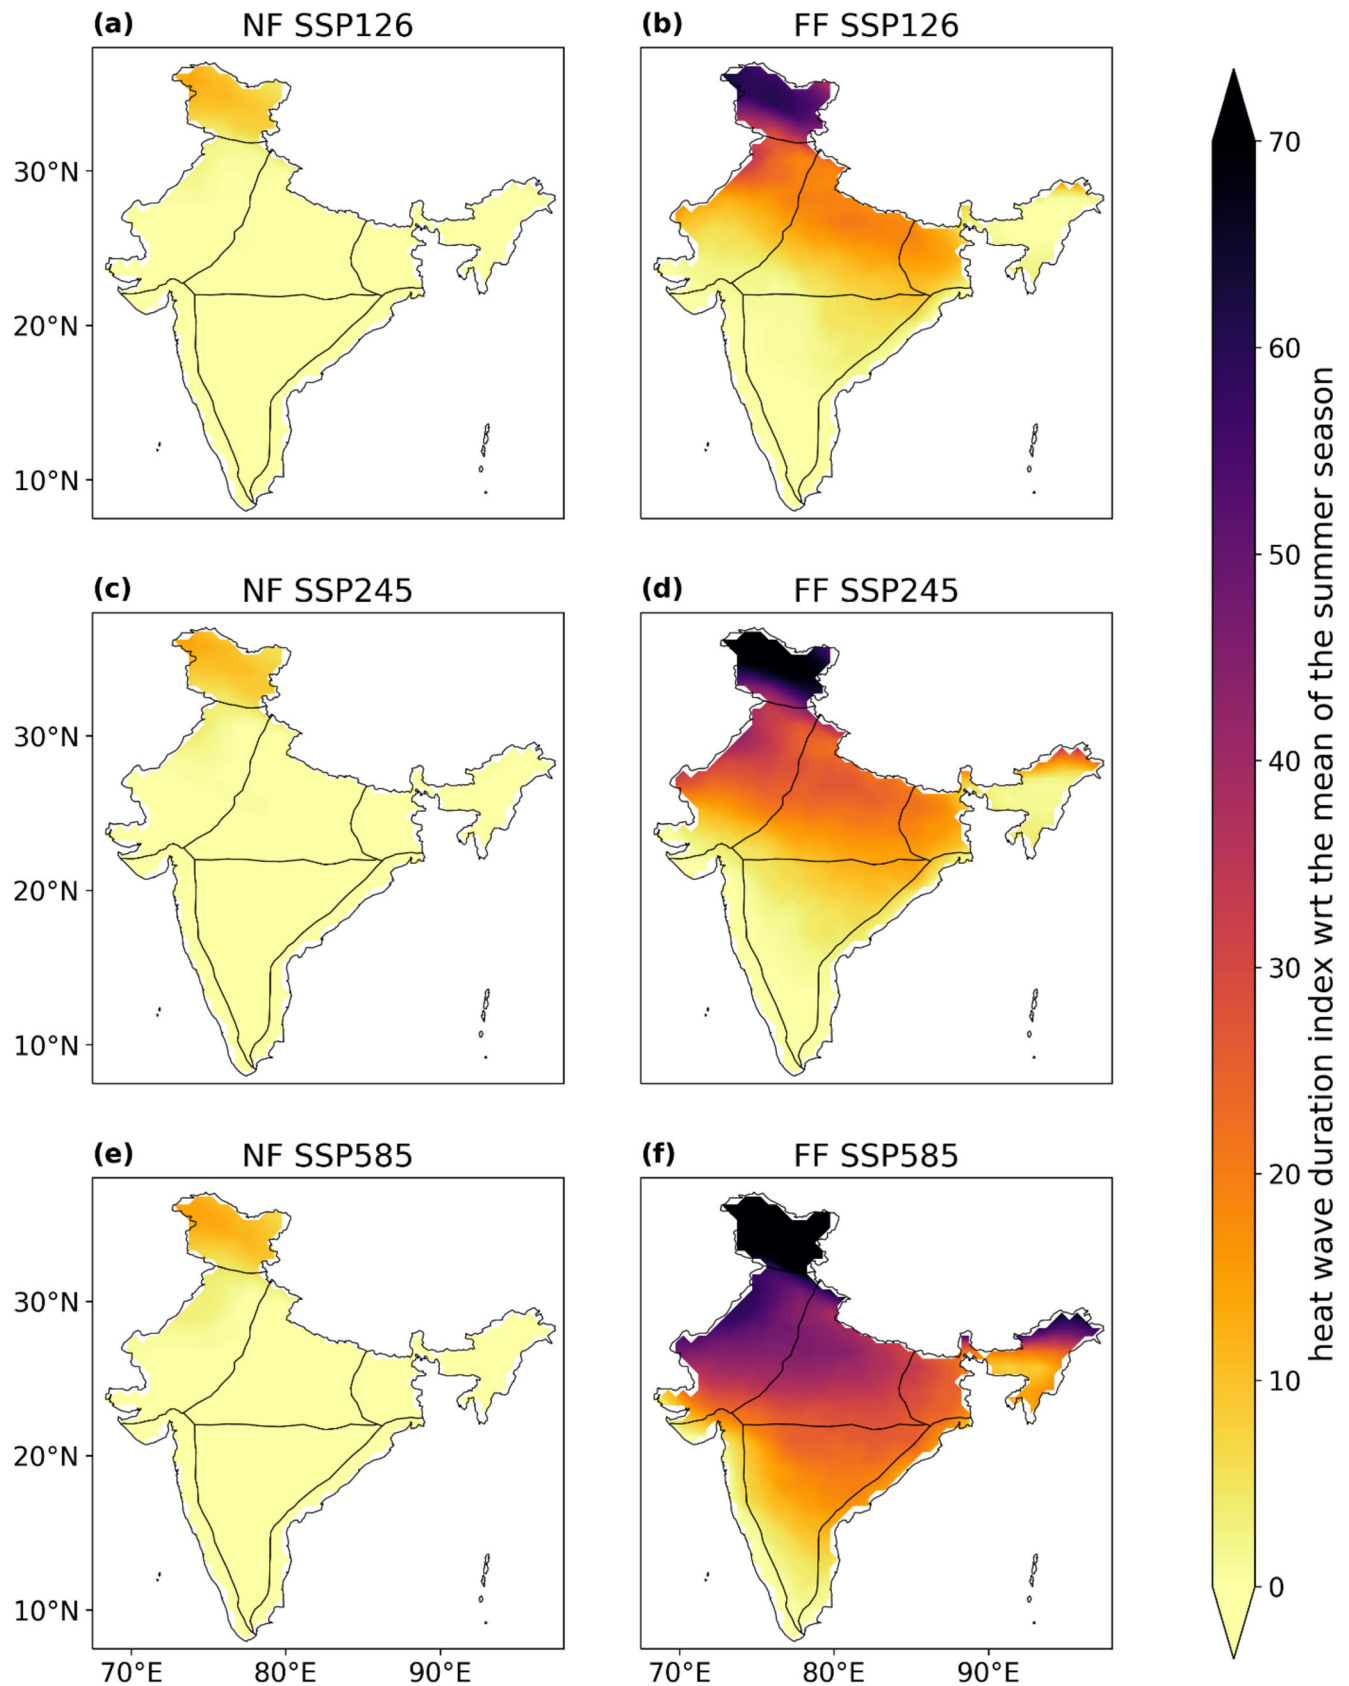 (a) NF SSP126
(b) FF SSP126
30°N
20°N
10°N
(c) NF SSP245
(d) FF SSP245
30°N
20°N
10°N
(e) NF SSP585
(f) FF SSP585
30°N
20°N
10°N
70°E 80°E 90°E
70°E 80°E 90°E
70
60
50
40
30
20
10
0
heat wave duration index wrt the mean of the summer season